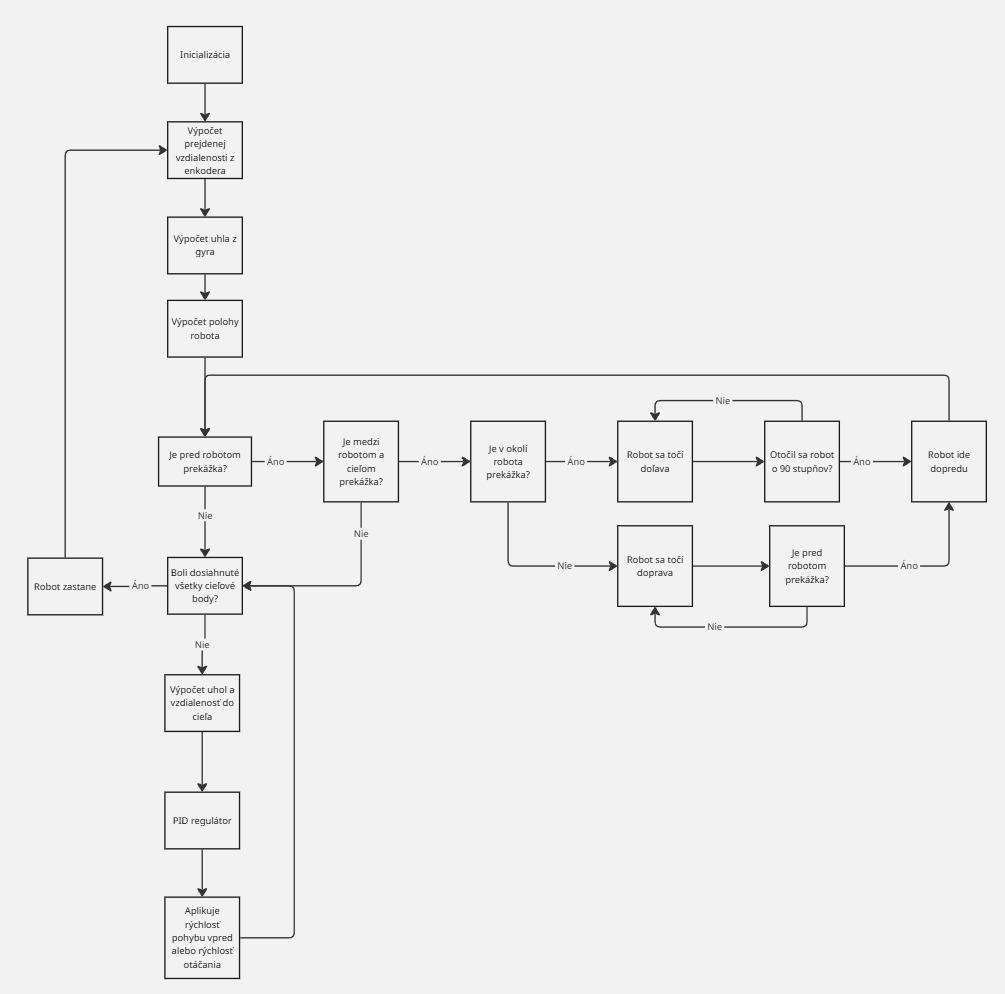 Inicializácia
Výpočet
prejdenej
vzdialenosti z
enkodera
Výpočet uhla z
gyra
Výpočet polohy
robota
Je pred robotom
prekážka?
Áno
Je medzi
robotom a
cieľom
prekážka?
Áno
Je v okolí
robota
prekážka?
Áno
Robot sa točí
doľava
Nie
Otočil sa robot
o 90 stupňov?
Áno
Robot ide
dopredu
Nie
Nie
Nie
Robot sa točí
doprava
Je pred
robotom
prekážka?
Áno
Nie
Robot zastane
Áno
Boli dosiahnuté
všetky cieľové
body?
Nie
Výpočet uhol a
vzdialenosť do
cieľa
PID regulátor
Aplikuje
rýchlosť
pohybu vpred
alebo rýchlosť
otáčania